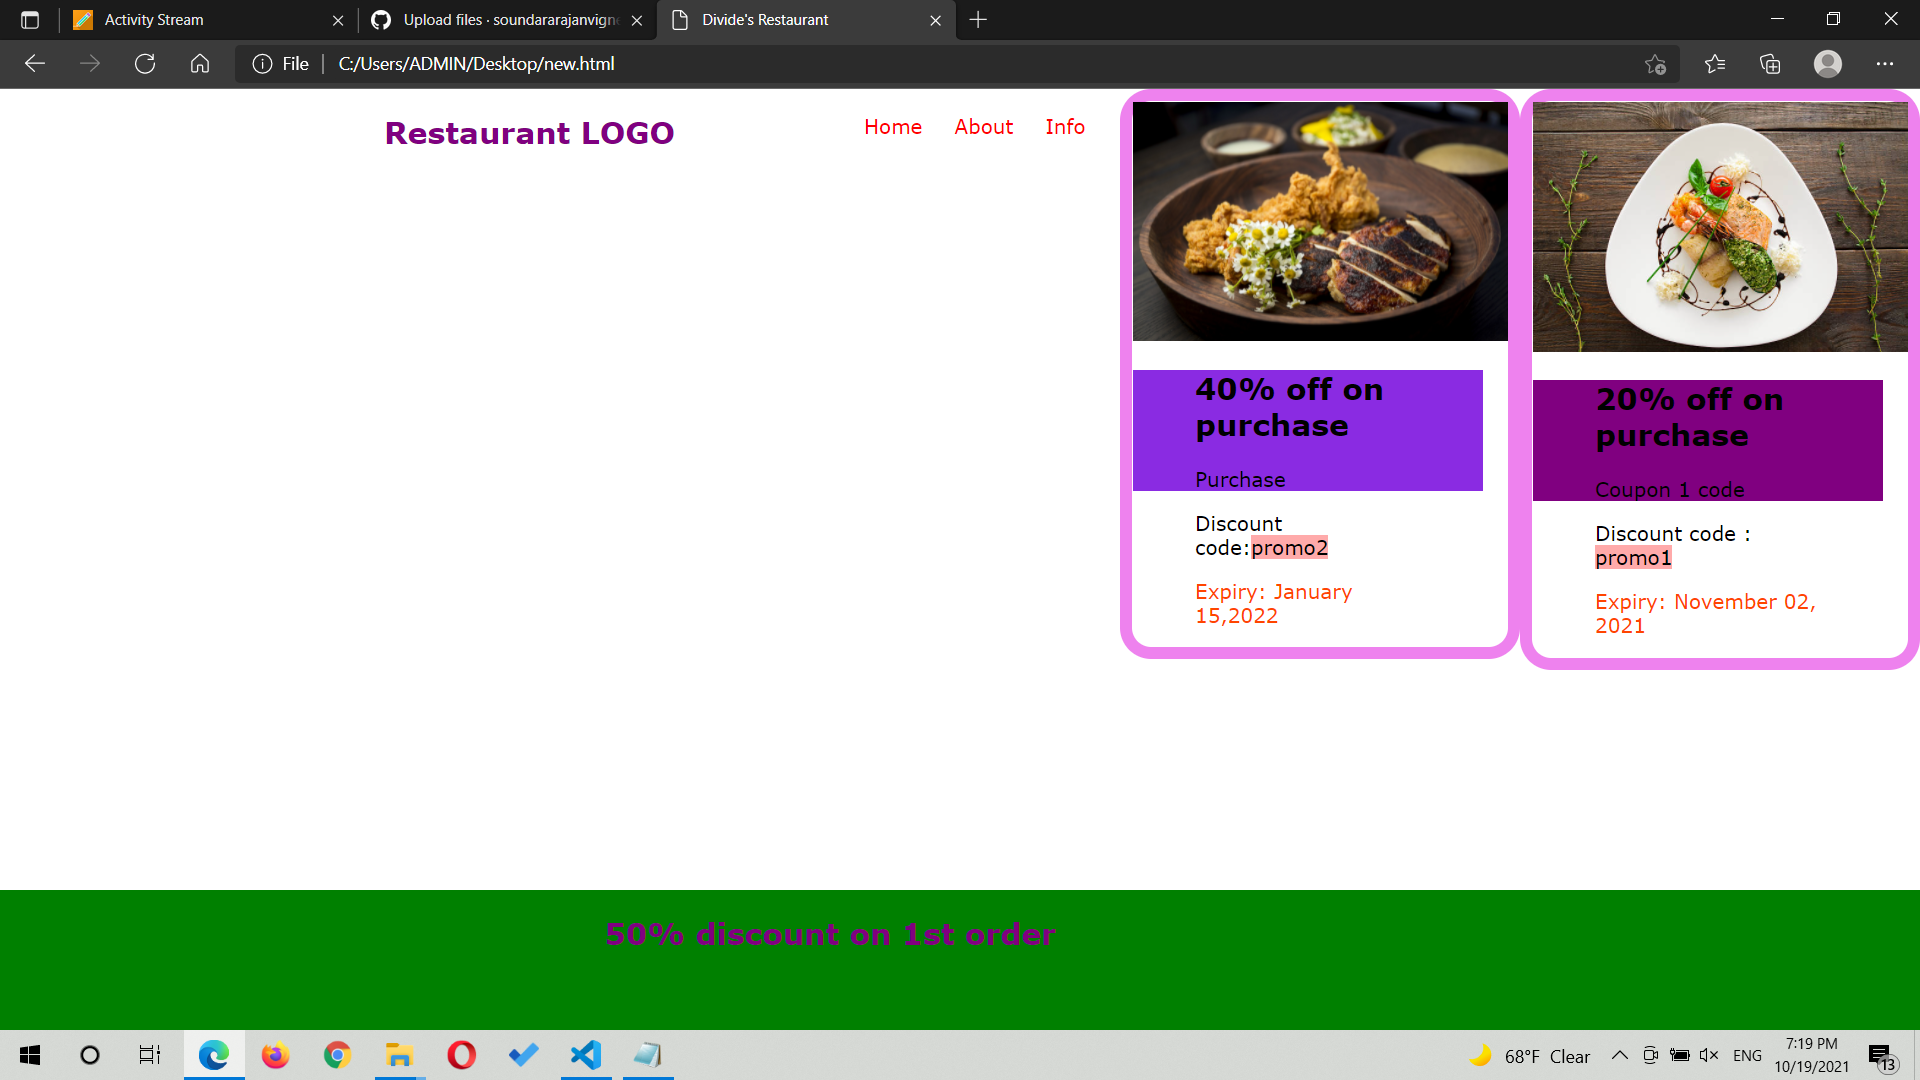 Activity Stream
Upload files · soundararajanvigne
Divide's Restaurant
File
C:/Users/ADMIN/Desktop/new.html
Restaurant LOGO
Home
About
Info
40% off on
purchase
Purchase
Discount
code:promo2
Expiry: January
15,2022
20% off on
purchase
Coupon 1 code
Discount code :
promo1
Expiry: November 02,
2021
50% discount on 1st order
68°F Clear
ENG
7:19 PM
10/19/2021
13